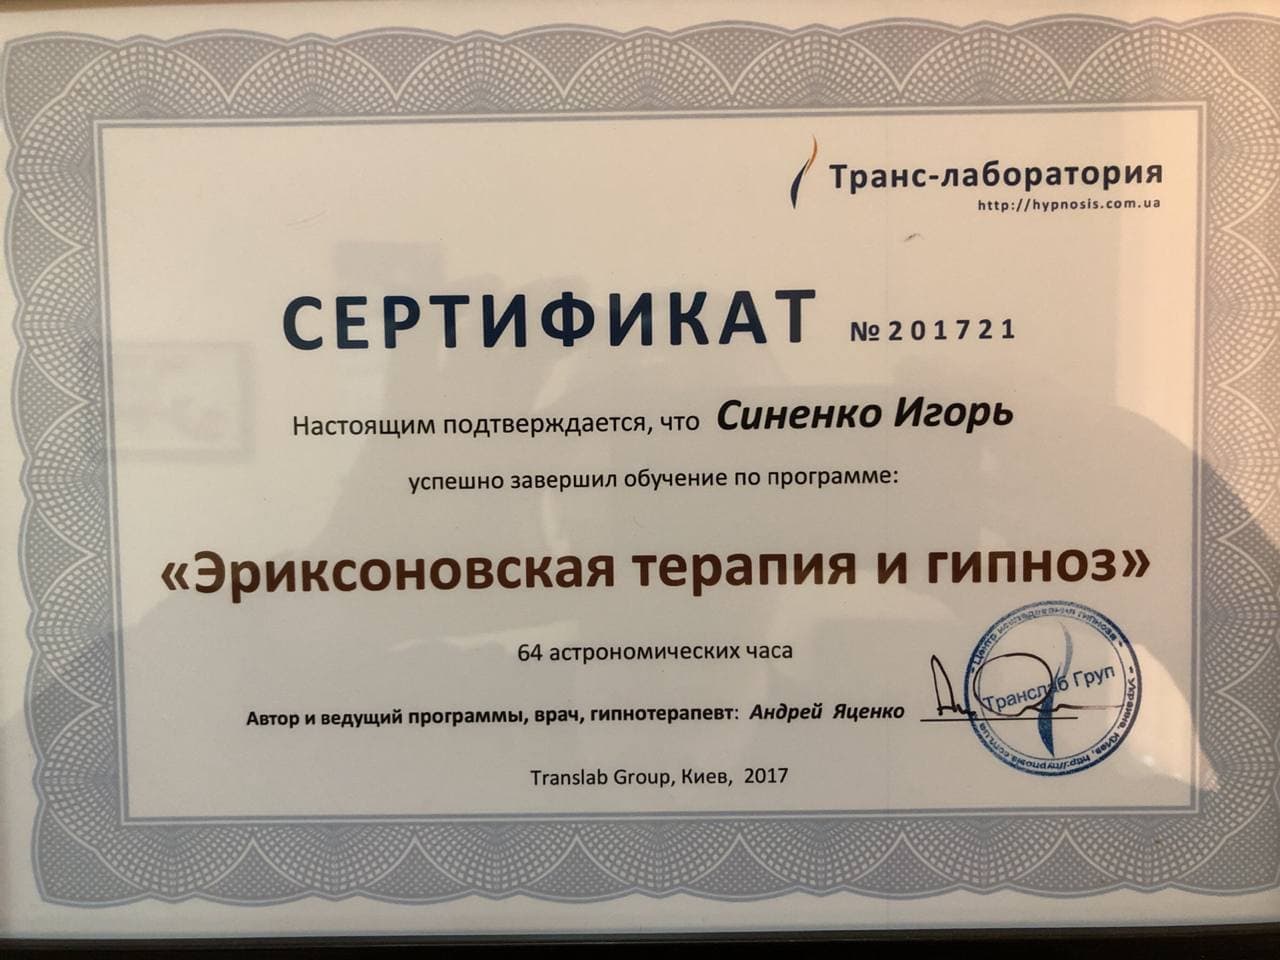 Транс-лаборатория
http://hypnosis.com.ua
СЕРТИФИКАТ №201721
Настоящим подтверждается, что Синенко Игорь
успешно завершил обучение по программе:
«Эриксоновская терапия и гипноз»
64 астрономических часа
Автор и ведущий программы, врач, гипнотерапевт: Андрей Яценко
Translab Group, Киев, 2017
Центр исследования гипноза
Транслаб Груп
Украина, Киев, http://hypnosis.com.ua